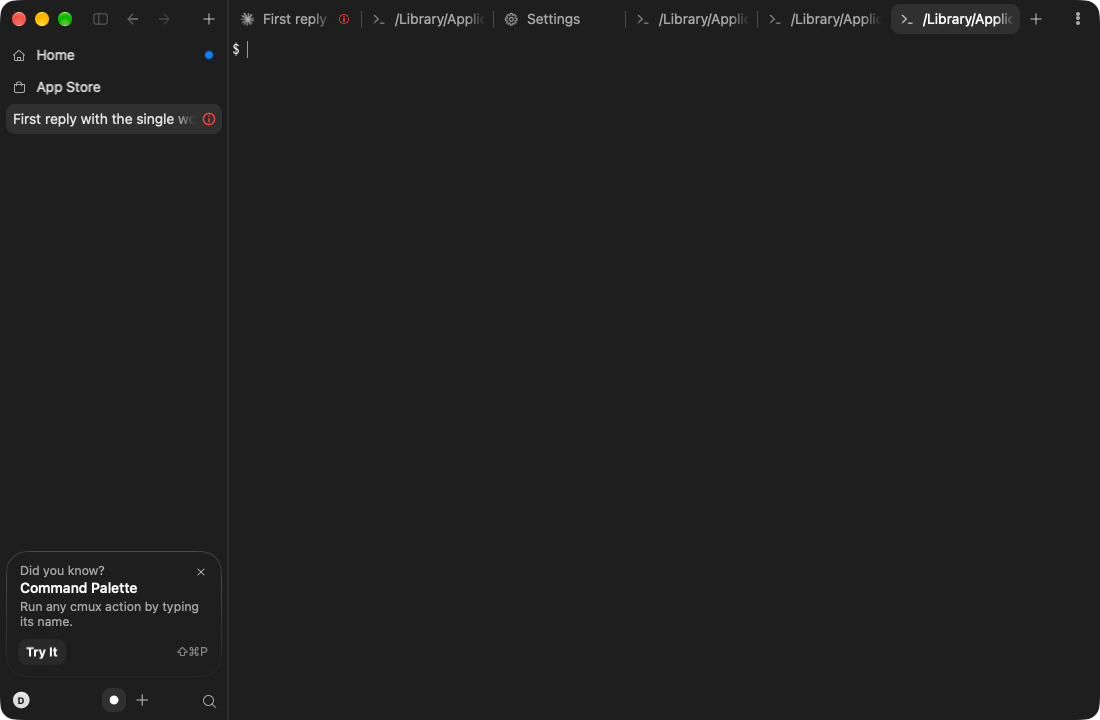 First reply
/Library/Applic
Settings
/Library/Applic
/Library/Applic
/Library/Applic
Home
App Store
First reply with the single wo
$
Did you know?
Command Palette
Run any cmux action by typing
its name.
Try It
⇧⌘P
D